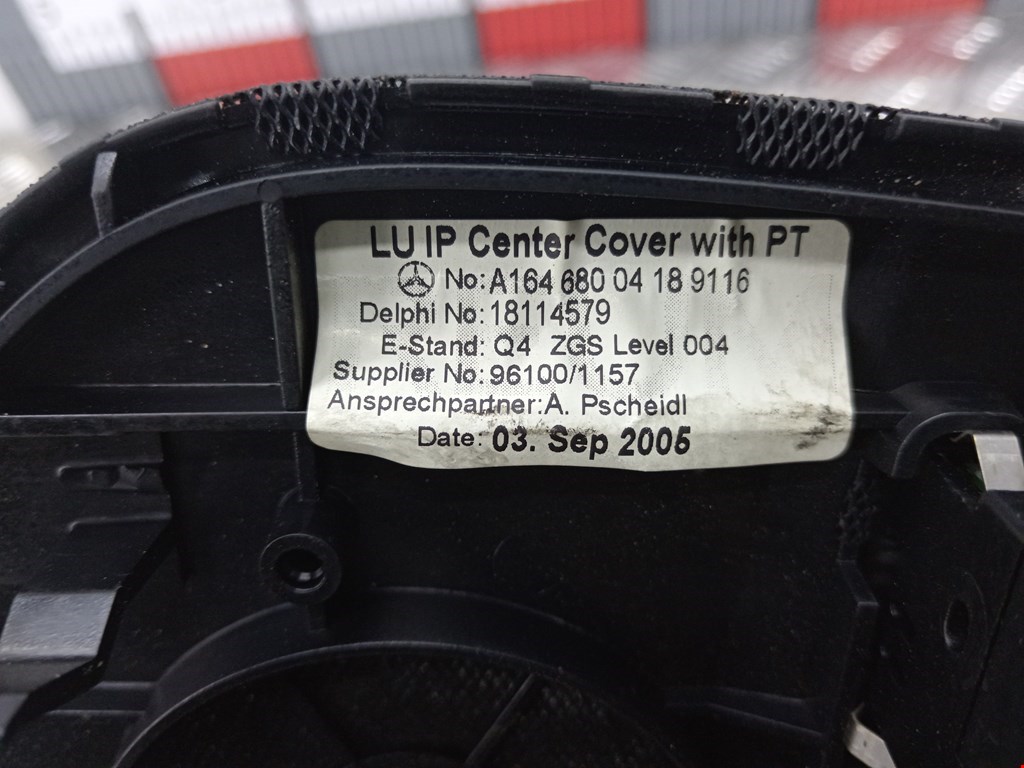 LU IP Center Cover with PT
No: A164 680 04 18 9116
Delphi No: 18114579
E-Stand: Q4 ZGS Level 004
Supplier No: 96100/1157
Ansprechpartner: A. Pscheidl
Date: 03. Sep 2005